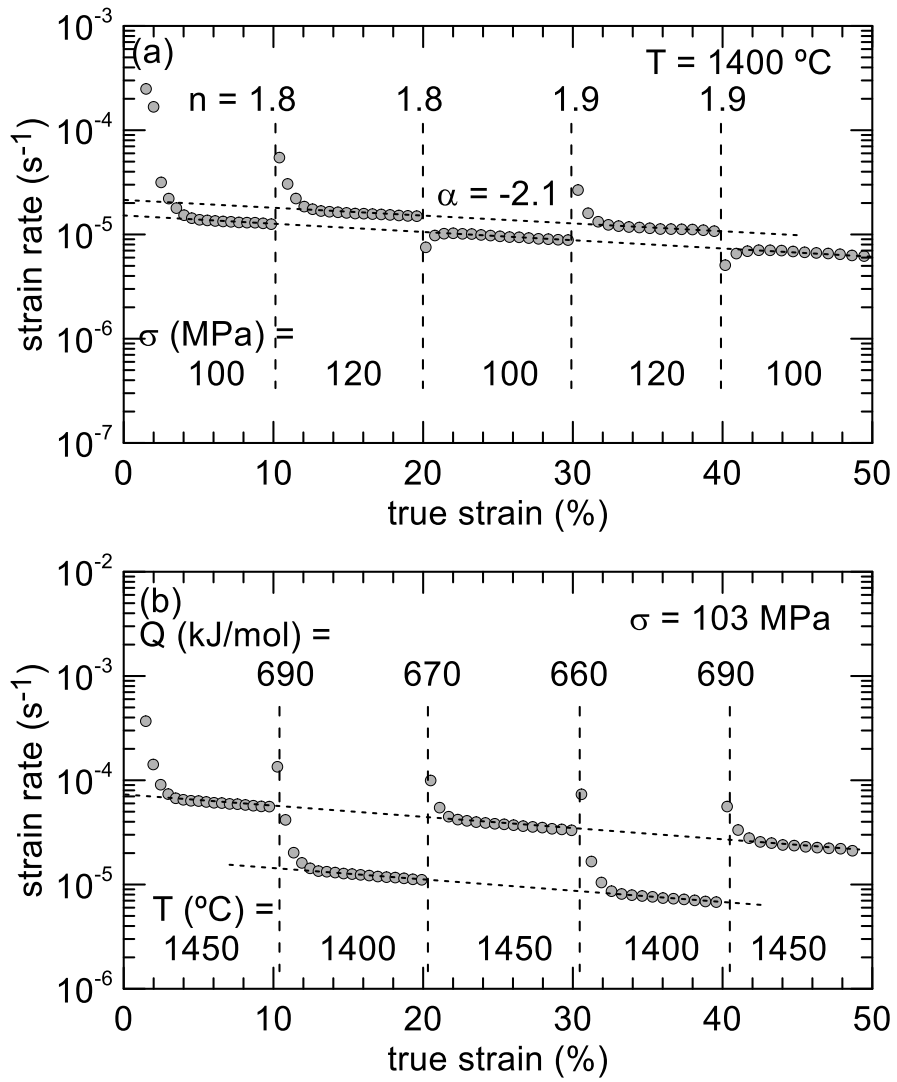 (a)
T = 1400 ºC
n = 1.8 1.8 1.9 1.9
α = -2.1
σ (MPa) =
100 120 100 120 100
strain rate (s-1)
10-3
10-4
10-5
10-6
10-7
0 10 20 30 40 50
true strain (%)
(b)
σ = 103 MPa
Q (kJ/mol) =
690 670 660 690
T (ºC) =
1450 1400 1450 1400 1450
strain rate (s-1)
10-2
10-3
10-4
10-5
10-6
0 10 20 30 40 50
true strain (%)